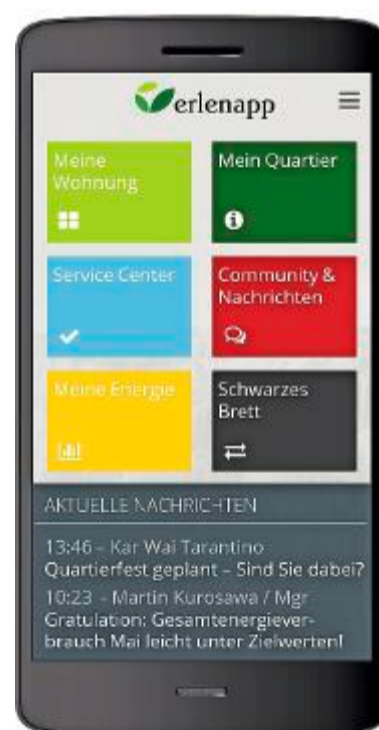 erlenapp
Meine
Wohnung
Mein Quartier
Service Center
Community &
Nachrichten
Meine Energie
Schwarzes
Brett
AKTUELLE NACHRICHTEN
13:46 – Kar Wai Tarantino
Quartierfest geplant – Sind Sie dabei?
10:23 - Martin Kurosawa / Mgr
Gratulation: Gesamtenergiever-
brauch Mai leicht unter Zielwerten!